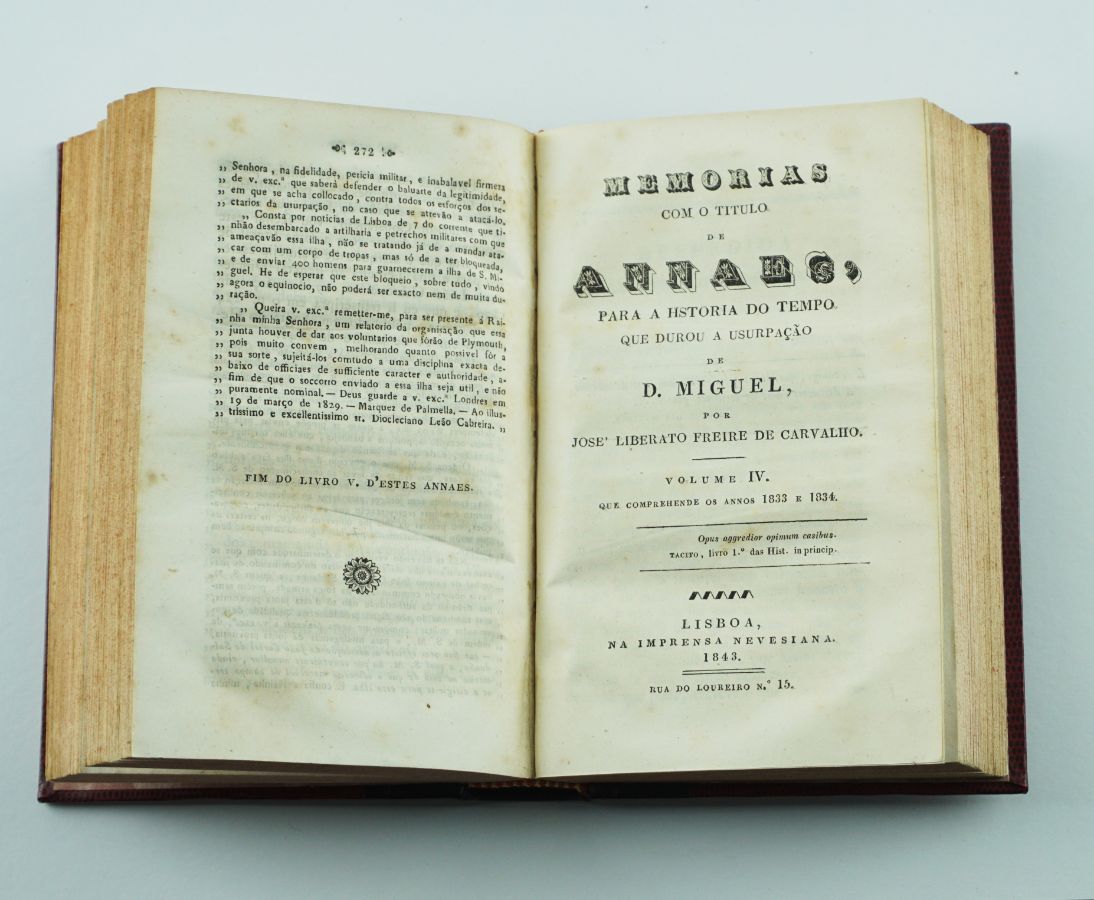 272
,, Senhora, na fidelidade, pericia militar, e inabalavel firmeza
,, de v. exc.ª que saberá defender o baluarte da legitimidade,
,, em que se acha collocado, contra todos os esforços dos se-
,, ctarios da usurpação, no caso que se atrevão a atacá-lo.
,, Consta por noticias de Lisboa de 7 do corrente que ti-
,, nhão desembarcado a artilharia e petrechos militares com que
,, ameaçavão essa ilha, não se tratando já de a mandar ata-
,, car com um corpo de tropas, mas só de a ter bloqueada,
,, e de enviar 400 homens para guarnecerem a ilha de S. Mi-
,, guel. He de esperar que este bloqueio, sobre tudo, vindo
,, agora o equinocio, não poderá ser exacto nem de muita du-
,, ração.
,, Queira v. exc.ª remetter-me, para ser presente á Rai-
,, nha minha Senhora, um relatorio da organisação que essa
,, junta houver de dar aos voluntarios que fôrão de Plymouth,
,, pois muito convem, melhorando quanto possivel fôr a
,, sua sorte, sujeitá-los comtudo a uma disciplina exacta de-
,, baixo de officiaes de sufficiente caracter e authoridade, a-
,, fim de que o soccorro enviado a essa ilha seja util, e não
,, puramente nominal. — Deus guarde a v. exc.ª Londres em
,, 19 de março de 1829. — Marquez de Palmella. — Ao illus-
,, trissimo e excellentissimo sr. Diocleciano Leão Cabreira. ,,
FIM DO LIVRO V. D'ESTES ANNAES.
MEMORIAS
COM O TITULO
DE
ANNAES,
PARA A HSTORIA DO TEMPO
QUE DUROU A USURPAÇÃO
DE
D. MIGUEL,
POR
JOSE' LIBERATO FREIRE DE CARVALHO.
VOLUME IV.
QUE COMPREHENDE OS ANNOS 1833 E 1834.
Opus aggredior opimum casibus.
TACITO, livro 1.º das Hist. in princip.
LISBOA,
NA IMPRENSA NEVESIANA.
1843.
RUA DO LOUREIRO N.º 15.